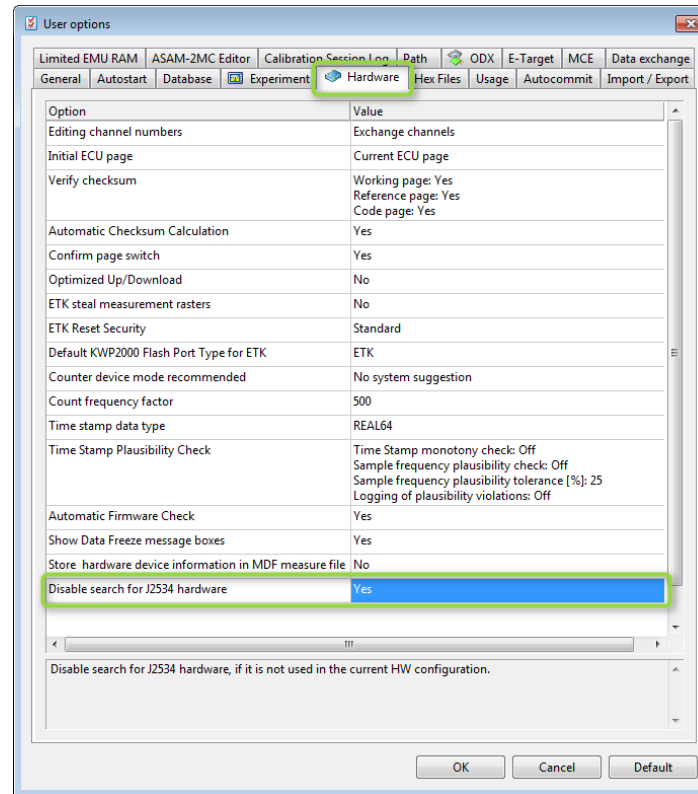 User options
Limited EMU RAM ASAM-2MC Editor Calibration Session Log Path ODX E-Target MCE Data exchange
General Autostart Database Experiment Hardware Hex Files Usage Autocommit Import / Export
Option Value
Editing channel numbers Exchange channels
Initial ECU page Current ECU page
Verify checksum Working page: Yes
Reference page: Yes
Code page: Yes
Automatic Checksum Calculation Yes
Confirm page switch Yes
Optimized Up/Download No
ETK steal measurement rasters No
ETK Reset Security Standard
Default KWP2000 Flash Port Type for ETK ETK
Counter device mode recommended No system suggestion
Count frequency factor 500
Time stamp data type REAL64
Time Stamp Plausibility Check Time Stamp monotony check: Off
Sample frequency plausibility check: Off
Sample frequency plausibility tolerance [%]: 25
Logging of plausibility violations: Off
Automatic Firmware Check Yes
Show Data Freeze message boxes Yes
Store hardware device information in MDF measure file No
Disable search for J2534 hardware Yes
Disable search for J2534 hardware, if it is not used in the current HW configuration.
OK Cancel Default